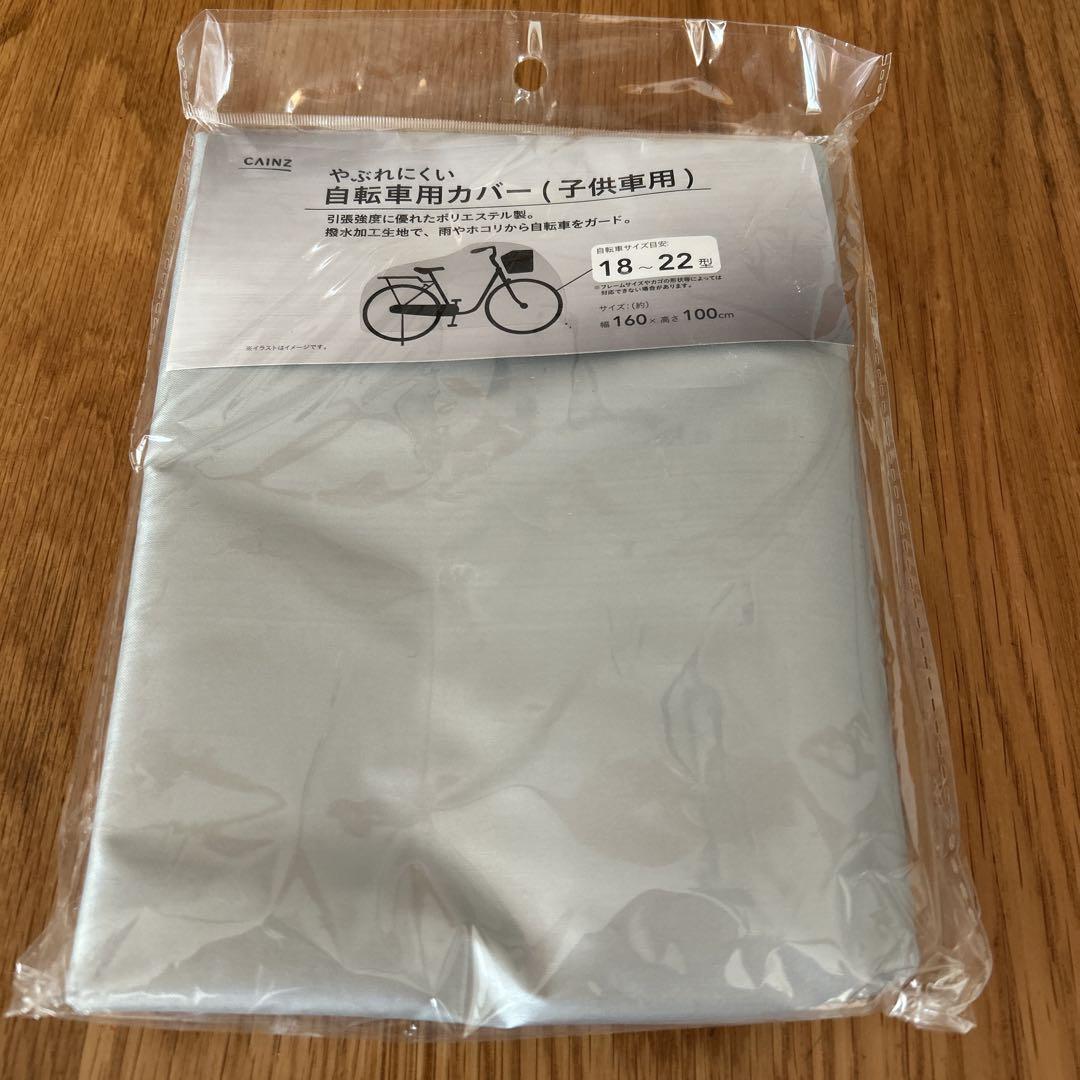 CAINZ
やぶれにくい
自転車用カバー(子供車用)
引張強度に優れたポリエステル製。
撥水加工生地で、雨やホコリから自転車をガード。
自転車サイズ目安:
18~22型
※フレームサイズやカゴの形状等によっては
対応できない場合があります。
サイズ:(約)
幅160×高さ100cm
※イラストはイメージです。